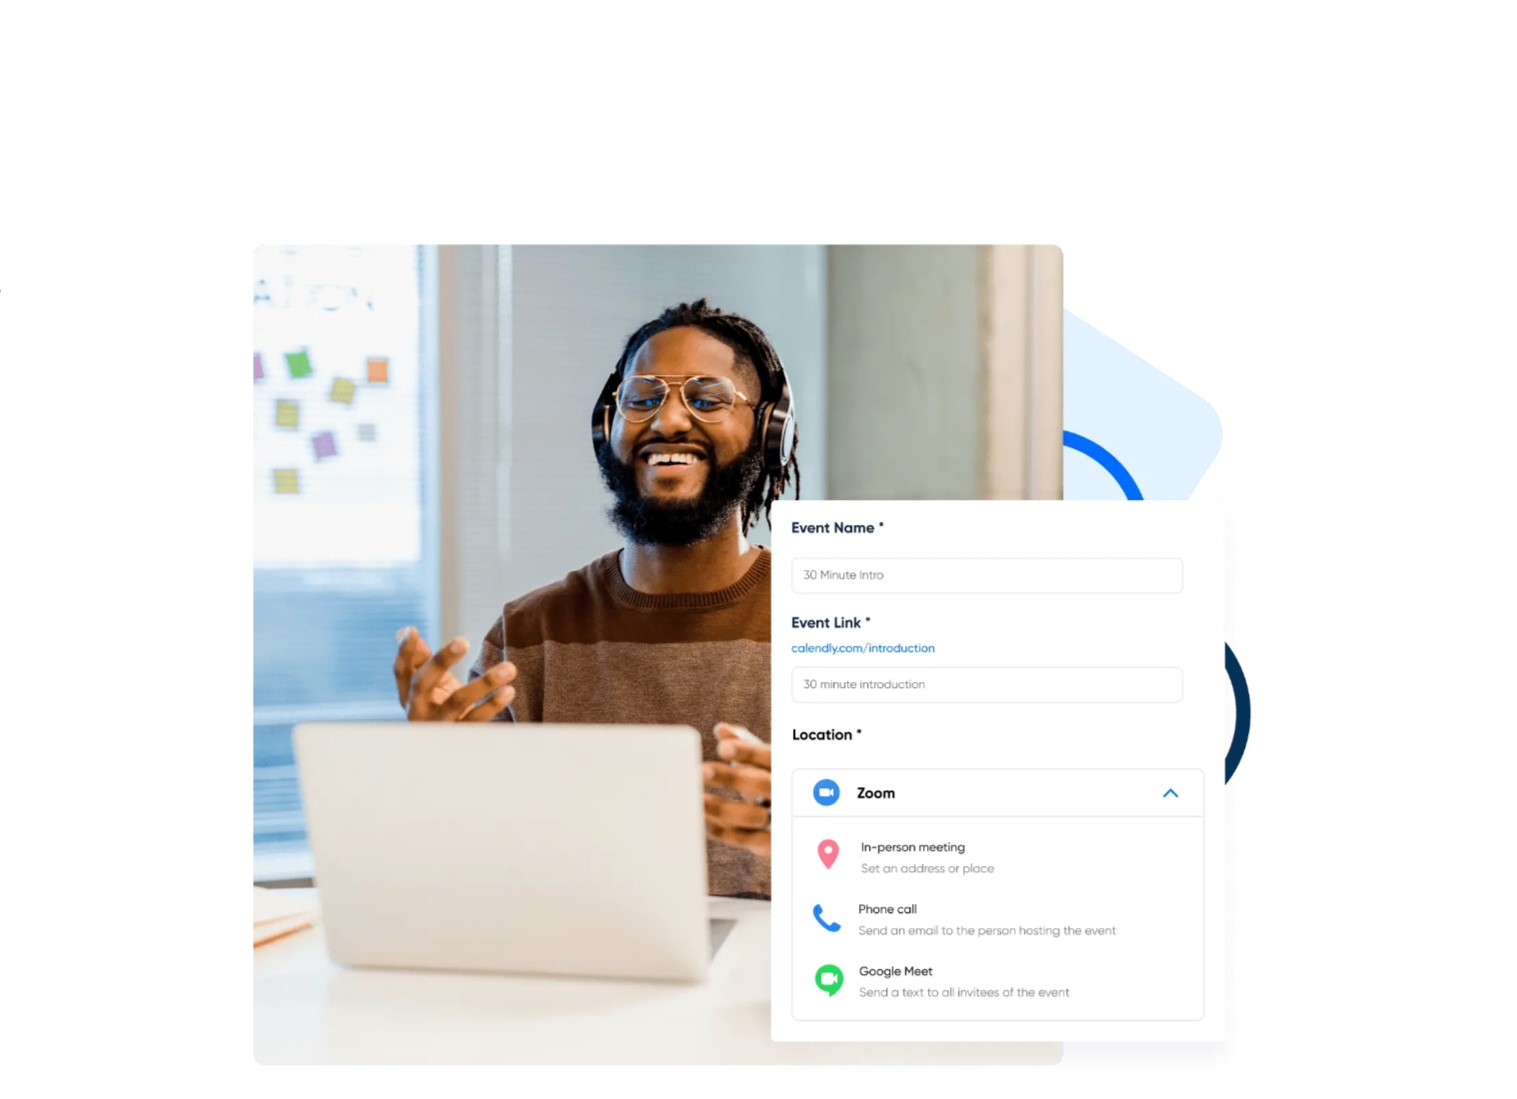 Event Name *
30 Minute Intro
Event Link *
calendly.com/introduction
30 minute introduction
Location *
Zoom
In-person meeting
Set an address or place
Phone call
Send an email to the person hosting the event
Google Meet
Send a text to all invitees of the event